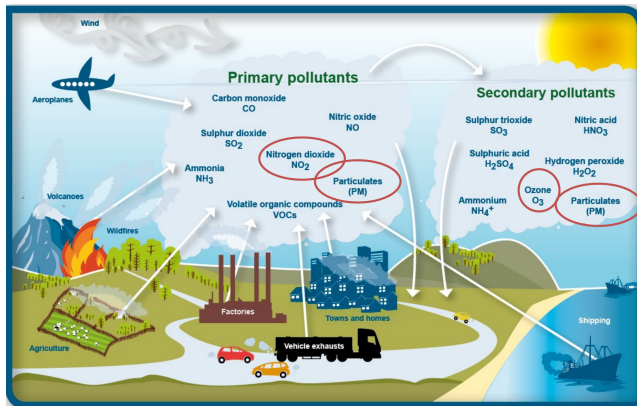 Wind
Aeroplanes
Primary pollutants
Carbon monoxide
CO
Nitric oxide
NO
Sulphur dioxide
SO2
Nitrogen dioxide
NO2
Ammonia
NH3
Particulates
(PM)
Volatile organic compounds
VOCs
Secondary pollutants
Sulphur trioxide
SO3
Nitric acid
HNO3
Sulphuric acid
H2SO4
Hydrogen peroxide
H2O2
Ozone
O3
Ammonium
NH4+
Particulates
(PM)
Volcanoes
Wildfires
Agriculture
Factories
Towns and homes
Vehicle exhausts
Shipping